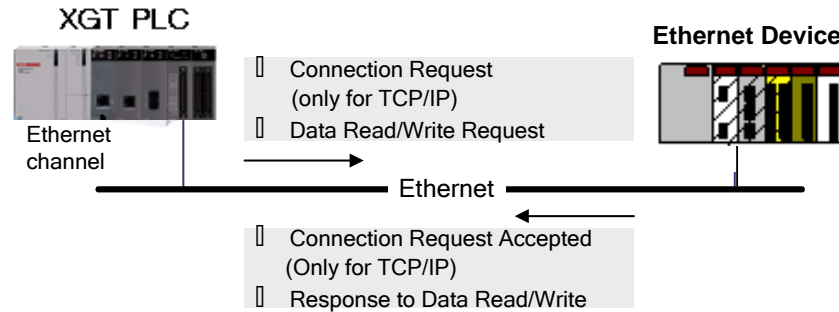 XGT PLC
Ethernet Device
Connection Request
(only for TCP/IP)
Data Read/Write Request
Ethernet
channel
Ethernet
Connection Request Accepted
(Only for TCP/IP)
Response to Data Read/Write